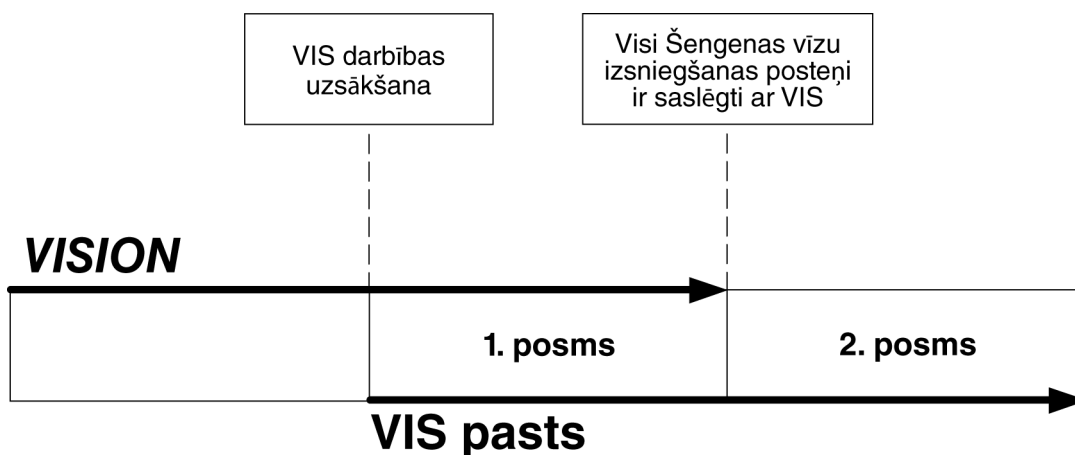 VIS darbības
uzsākšana
Visi Šengenas vīzu
izsniegšanas posteņi
ir saslēgti ar VIS
VISION
1. posms
2. posms
VIS pasts